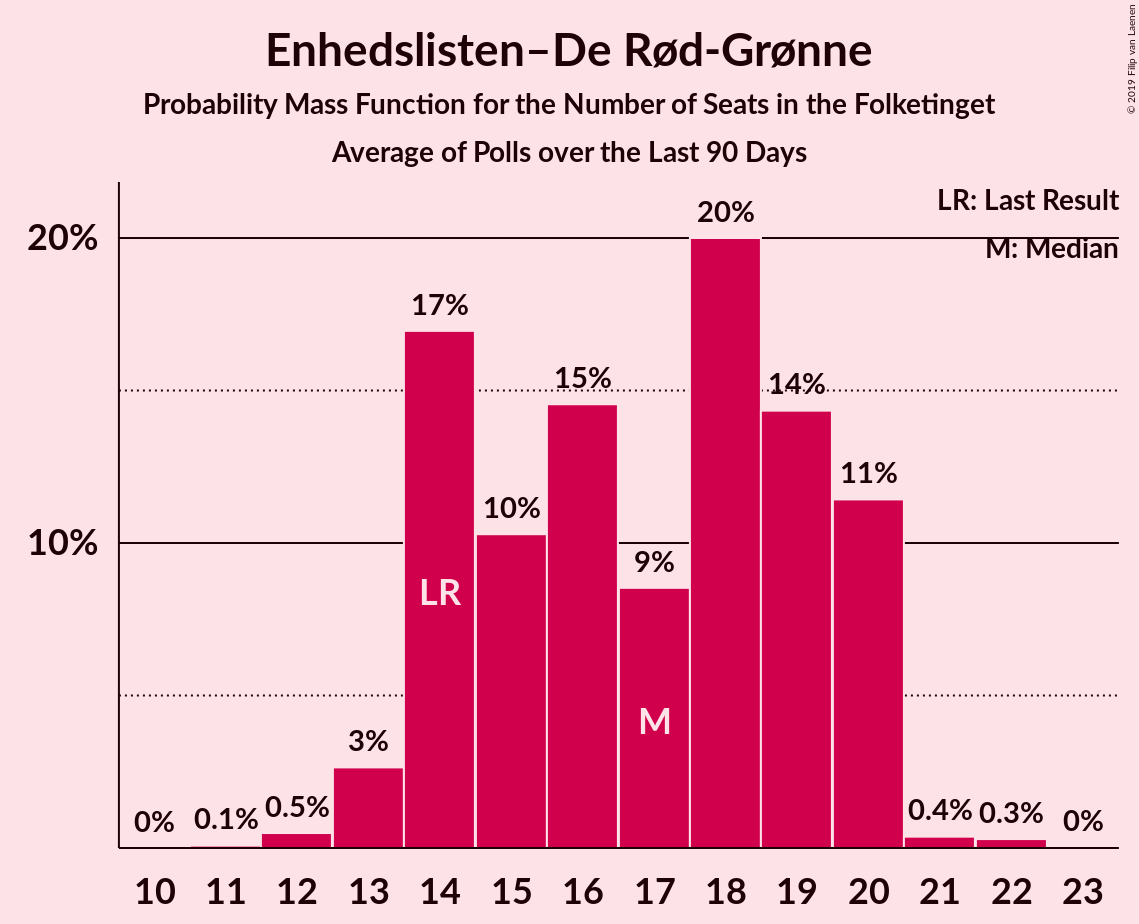 Enhedslisten–De Rød-Grønne
Probability Mass Function for the Number of Seats in the Folketinget
Average of Polls over the Last 90 Days
© 2019 Filip van Laenen
LR: Last Result
M: Median
20%
10%
0%
0.1%
0.5%
3%
17%
10%
15%
9%
20%
14%
11%
0.4%
0.3%
0%
LR
M
10 11 12 13 14 15 16 17 18 19 20 21 22 23